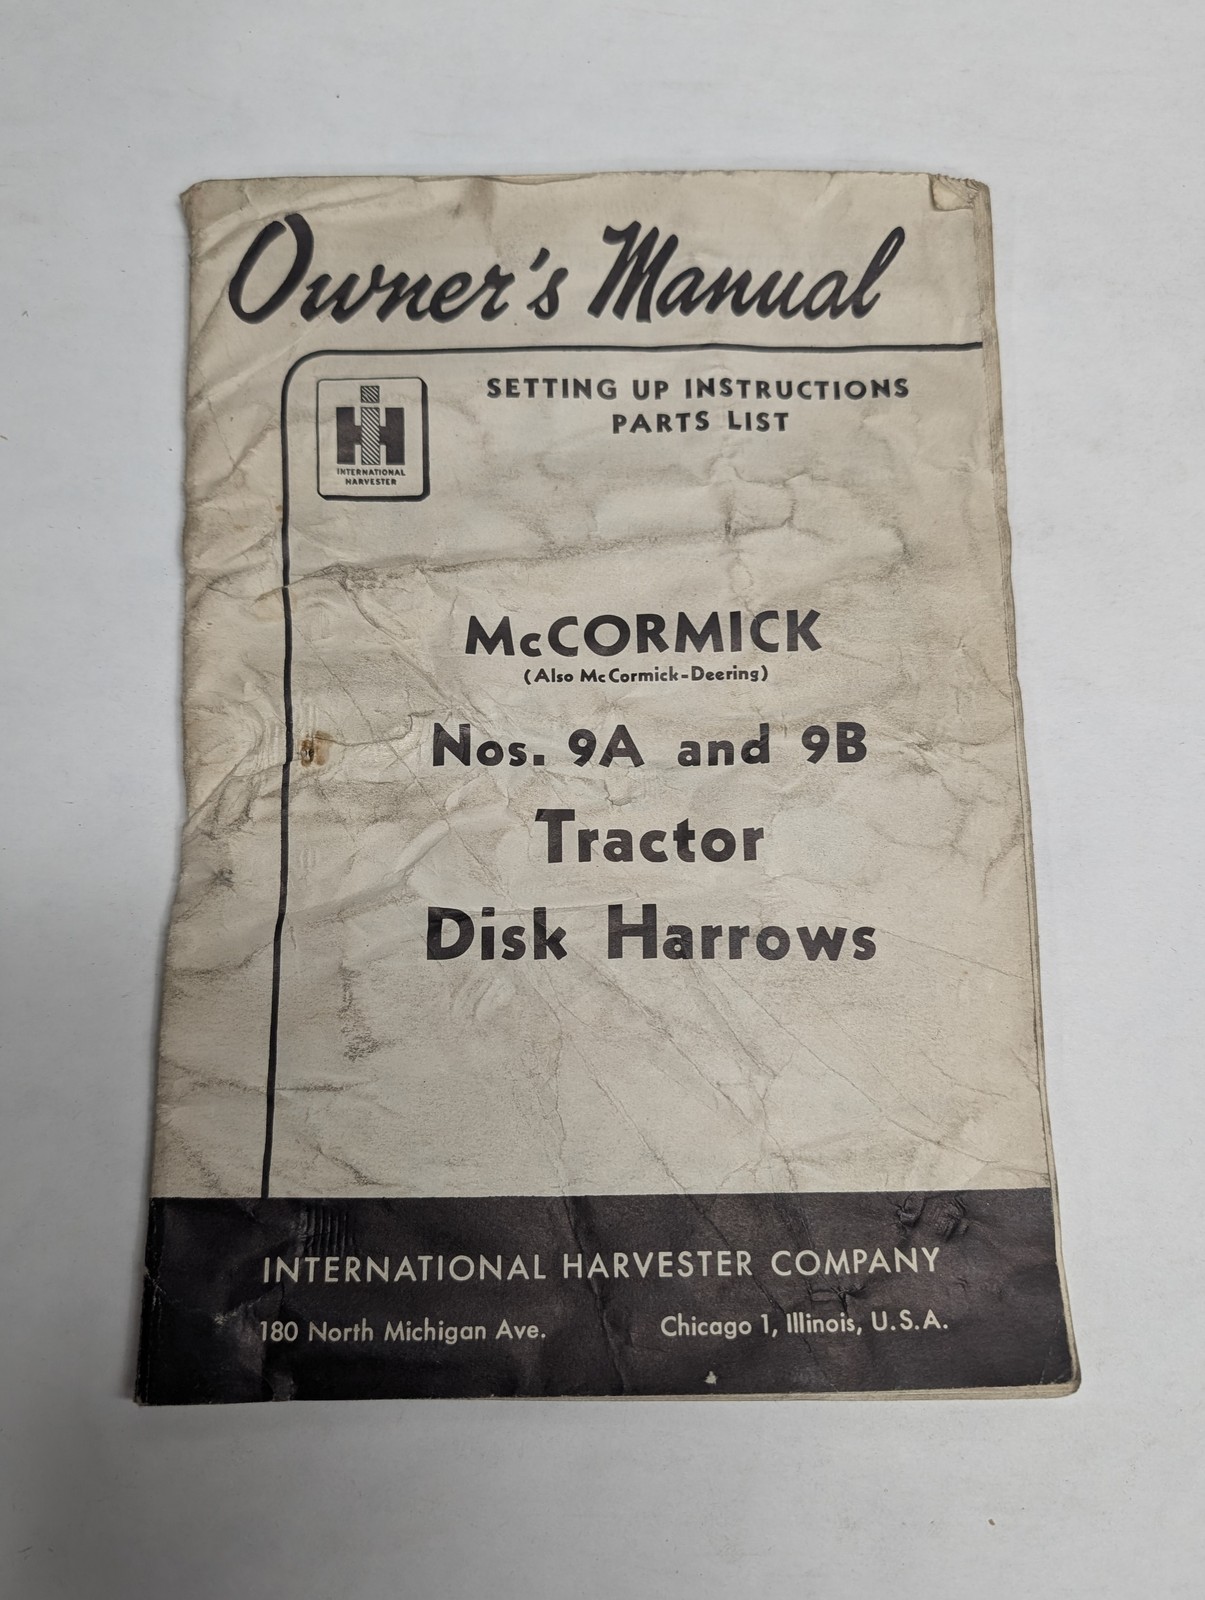 Owner's Manual
SETTING UP INSTRUCTIONS
PARTS LIST
IH
INTERNATIONAL
HARVESTER
McCORMICK
(Also McCormick-Deering)
Nos. 9A and 9B
Tractor
Disk Harrows
INTERNATIONAL HARVESTER COMPANY
180 North Michigan Ave. Chicago 1, Illinois, U.S.A.